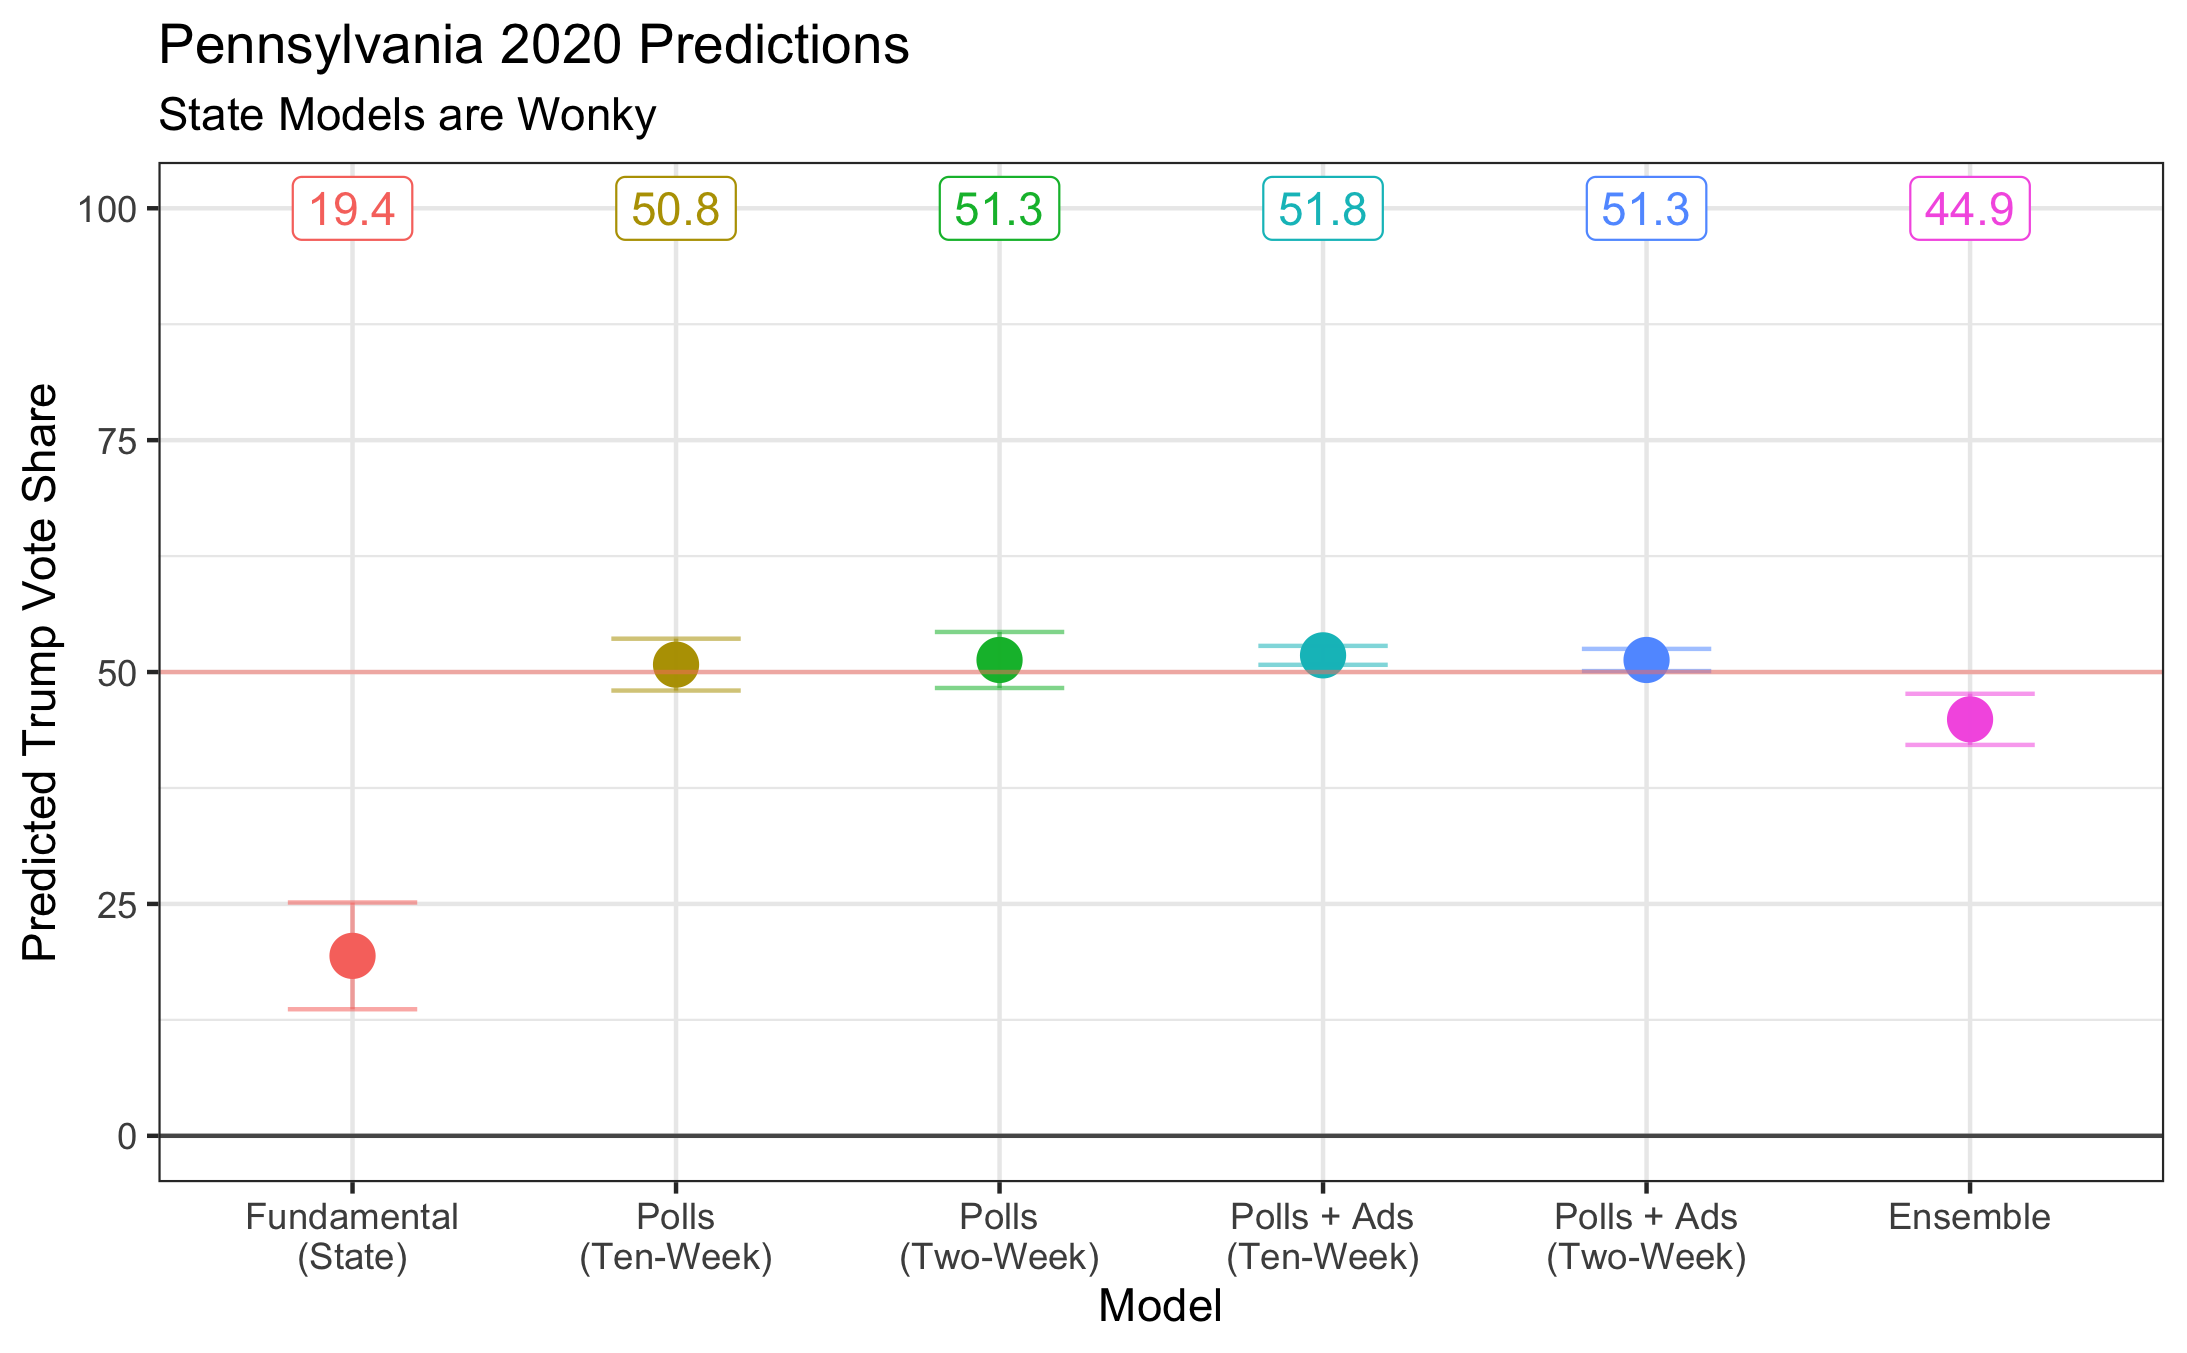 Pennsylvania 2020 Predictions
State Models are Wonky
19.4 50.8 51.3 51.8 51.3 44.9
100
75
50
25
0
Predicted Trump Vote Share
Fundamental Polls Polls Polls + Ads Polls + Ads Ensemble
(State) (Ten-Week) (Two-Week) (Ten-Week) (Two-Week)
Model